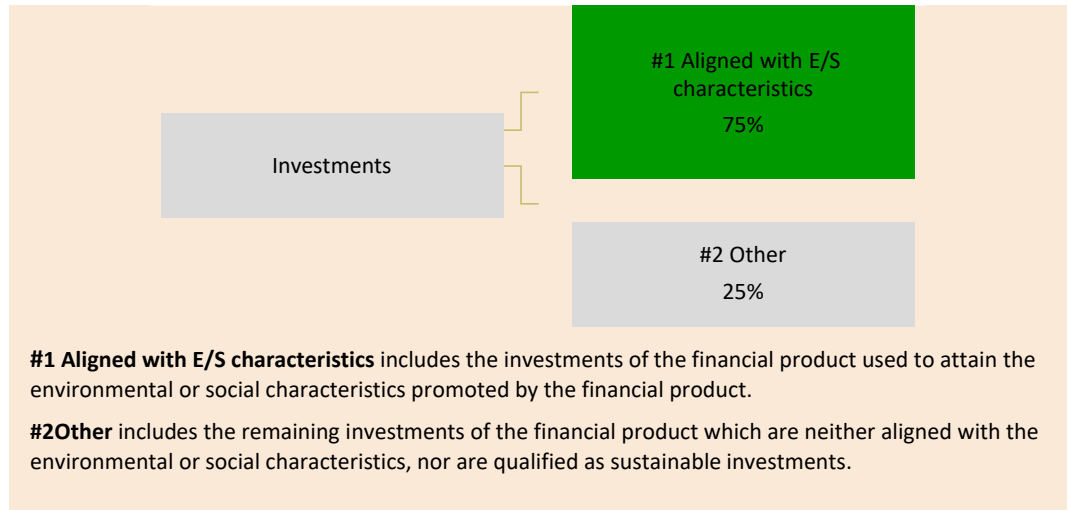 #1 Aligned with E/S
characteristics
75%
Investments
#2 Other
25%
#1 Aligned with E/S characteristics includes the investments of the financial product used to attain the
environmental or social characteristics promoted by the financial product.
#2Other includes the remaining investments of the financial product which are neither aligned with the
environmental or social characteristics, nor are qualified as sustainable investments.